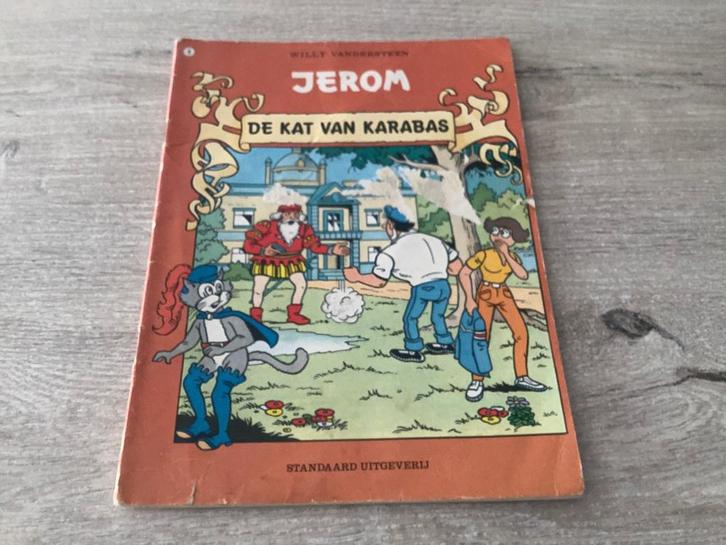 WILLY VANDERSTEEN
JEROM
DE KAT VAN KARABAS
STANDAARD UITGEVERIJ